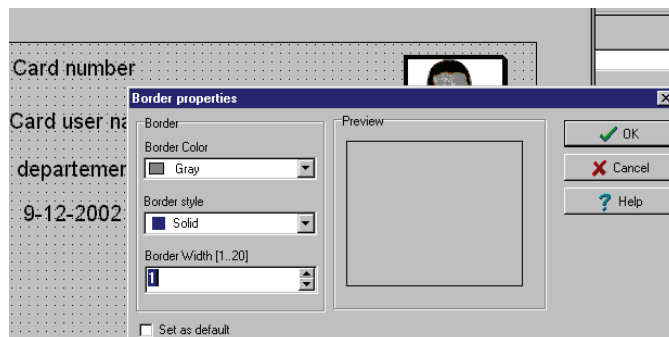 Card number
Border properties
Card user na
Border
Preview
OK
Border Color
departemer
Gray
Cancel
Border style
Help
9-12-2002
Solid
Border Width [1..20]
1
Set as default